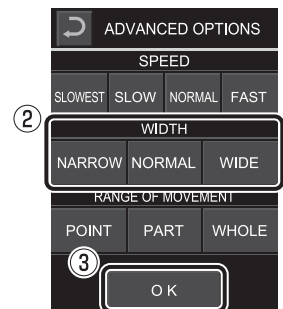 ADVANCED OPTIONS
SPEED
SLOWEST SLOW NORMAL FAST
②
WIDTH
NARROW NORMAL WIDE
RANGE OF MOVEMENT
POINT PART WHOLE
③
OK